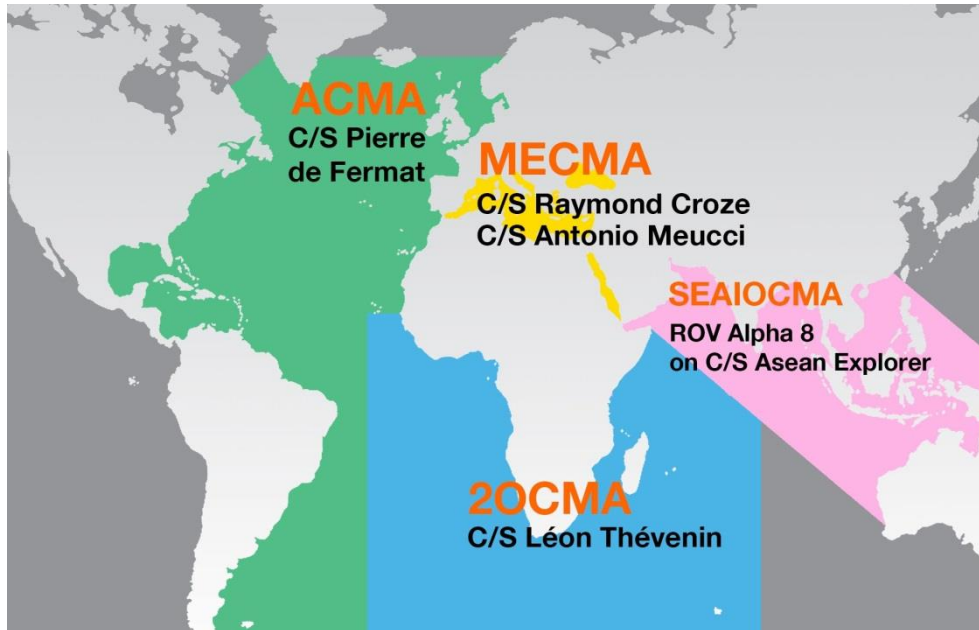 ACMA
C/S Pierre
de Fermat
MECMA
C/S Raymond Croze
C/S Antonio Meucci
SEAIOCMA
ROV Alpha 8
on C/S Asean Explorer
2OCMA
C/S Léon Thévenin